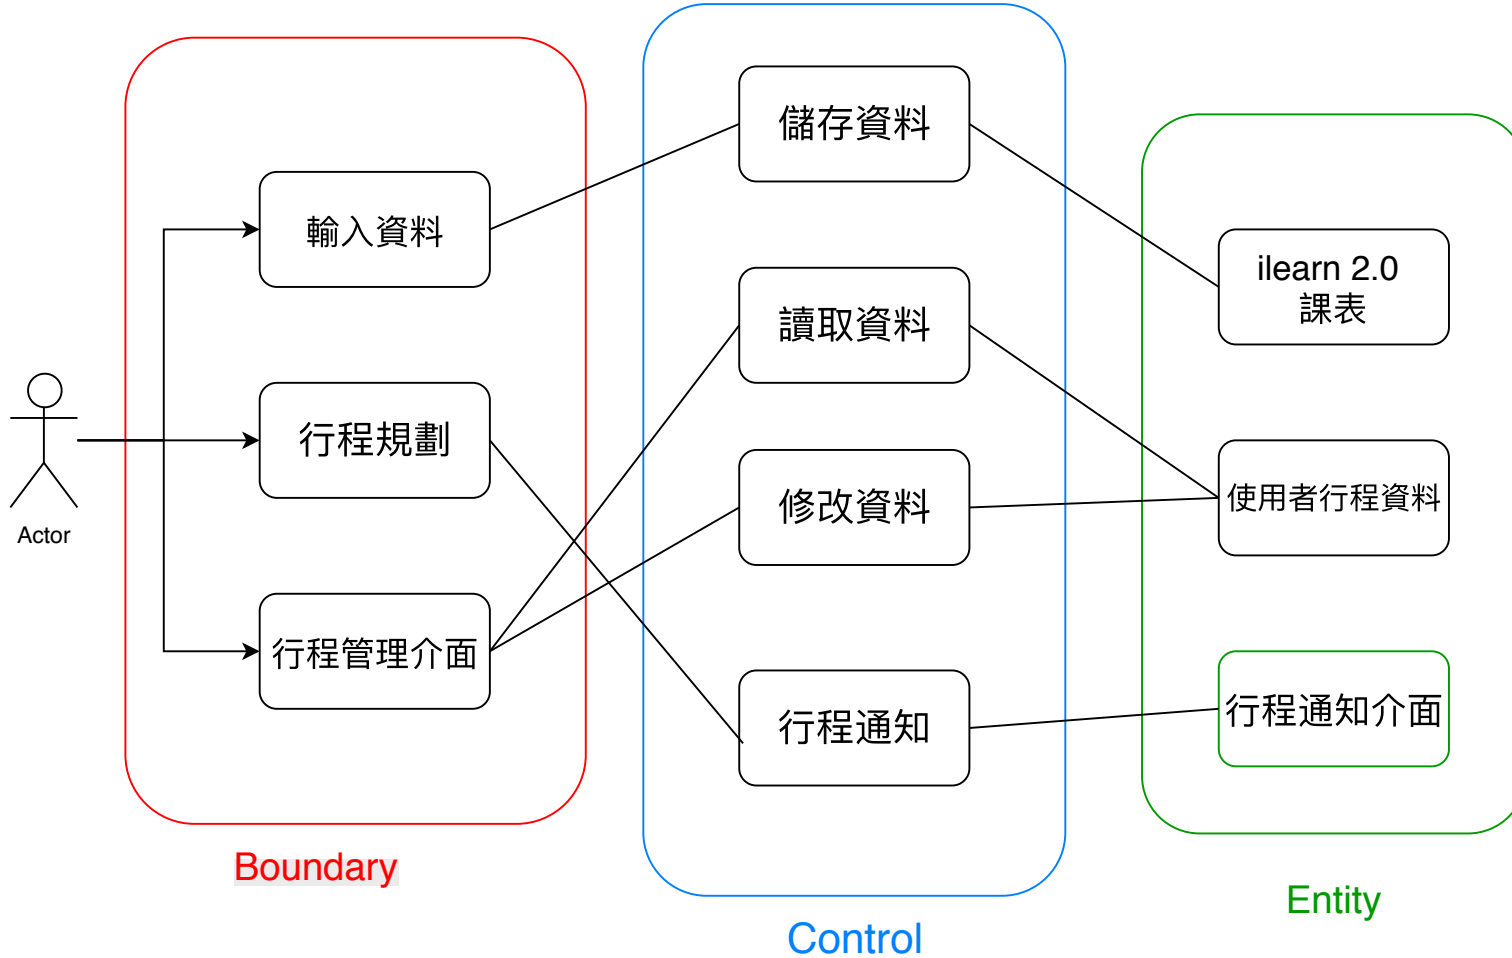 Actor
輸入資料
行程規劃
行程管理介面
Boundary
儲存資料
讀取資料
修改資料
行程通知
Control
ilearn 2.0
課表
使用者行程資料
行程通知介面
Entity